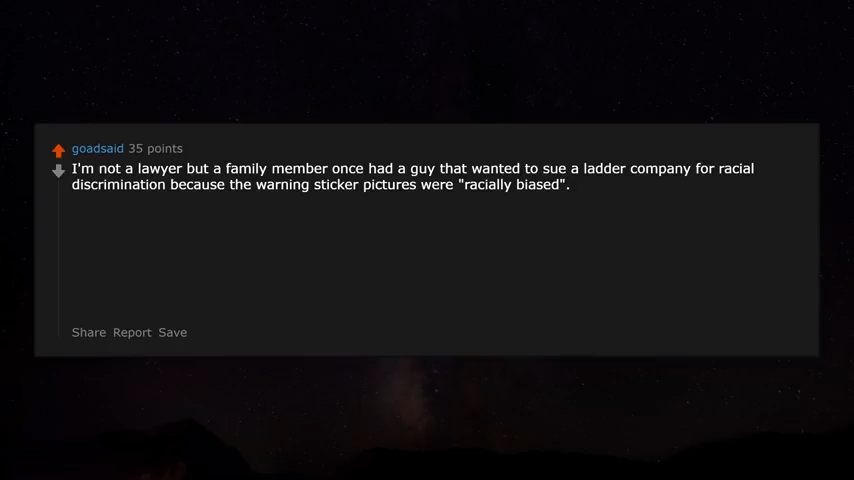 goadsaid 35 points
I'm not a lawyer but a family member once had a guy that wanted to sue a ladder company for racial
discrimination because the warning sticker pictures were "racially biased".
Share Report Save